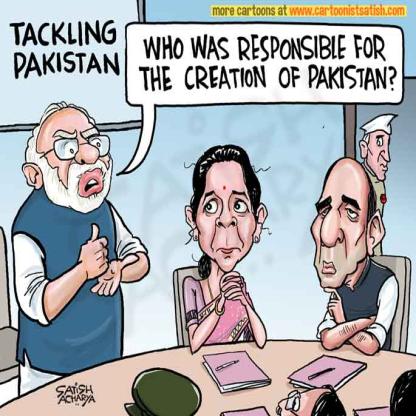 more cartoons at www.cartoonistsatish.com
TACKLING
PAKISTAN
WHO WAS RESPONSIBLE FOR
THE CREATION OF PAKISTAN?
SATISH
ACHARYA